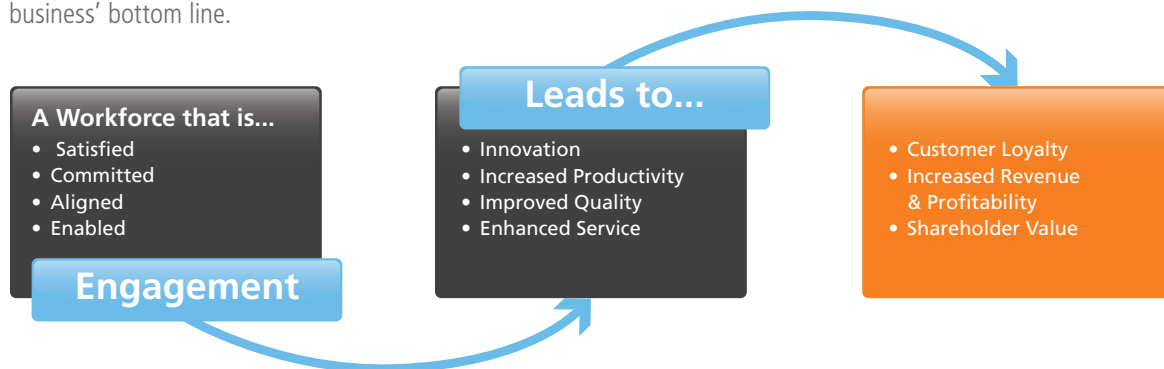 business’ bottom line.
A Workforce that is...
• Satisfied
• Committed
• Aligned
• Enabled
Engagement
Leads to...
• Innovation
• Increased Productivity
• Improved Quality
• Enhanced Service
• Customer Loyalty
• Increased Revenue
& Profitability
• Shareholder Value